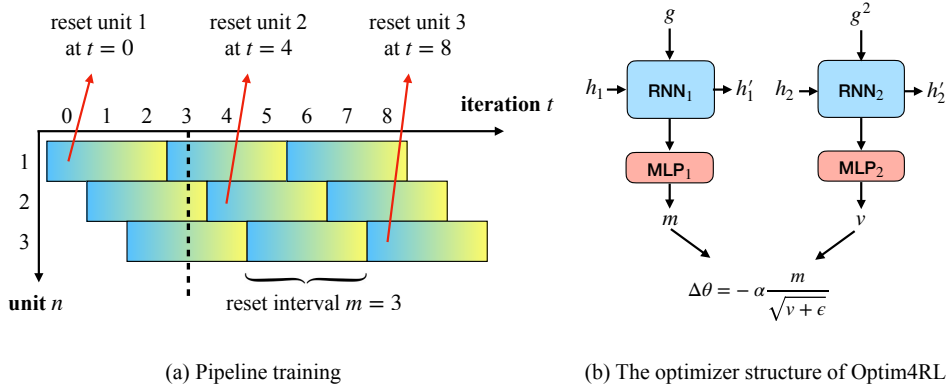 reset unit 1
at t = 0
reset unit 2
at t = 4
reset unit 3
at t = 8
iteration t
0 1 2 3 4 5 6 7 8
1
2
3
unit n
reset interval m = 3
(a) Pipeline training
g
g²
h₁ RNN₁ h₁′
h₂ RNN₂ h₂′
MLP₁
MLP₂
m
v
Δθ = − α m / √(v + ϵ)
(b) The optimizer structure of Optim4RL